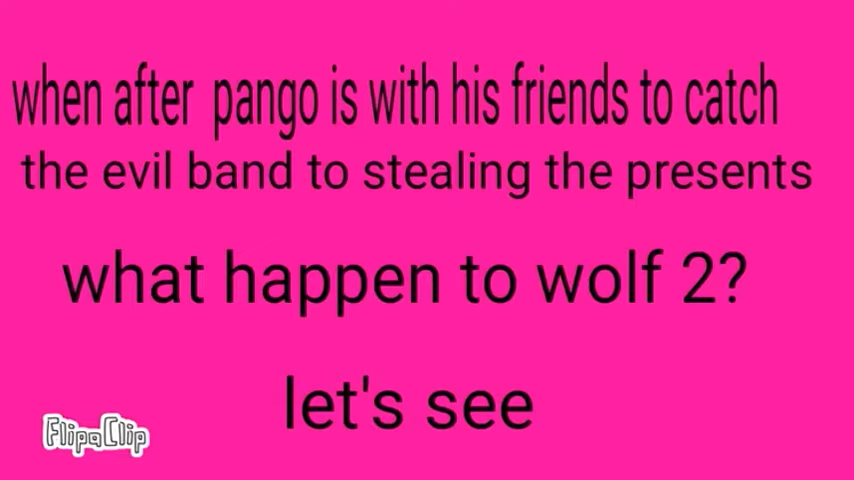 when after pango is with his friends to catch
the evil band to stealing the presents
what happen to wolf 2?
let's see
FlipaClip